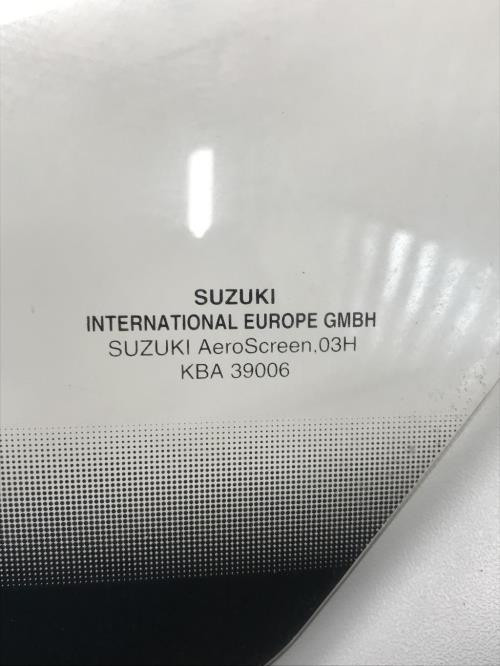 SUZUKI
INTERNATIONAL EUROPE GMBH
SUZUKI AeroScreen,03H
KBA 39006